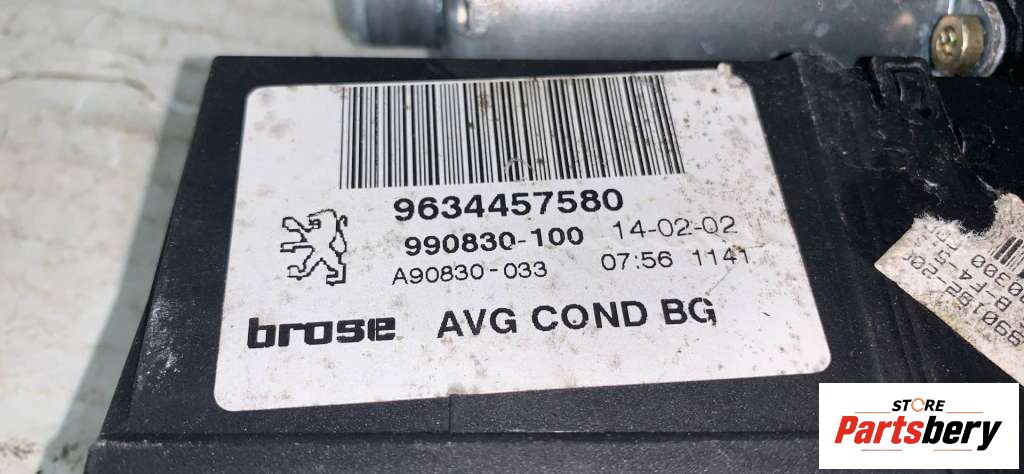 9634457580
990830-100 14-02-02
A90830-033 07:56 1141
brose AVG COND BG
STORE
Partsbery